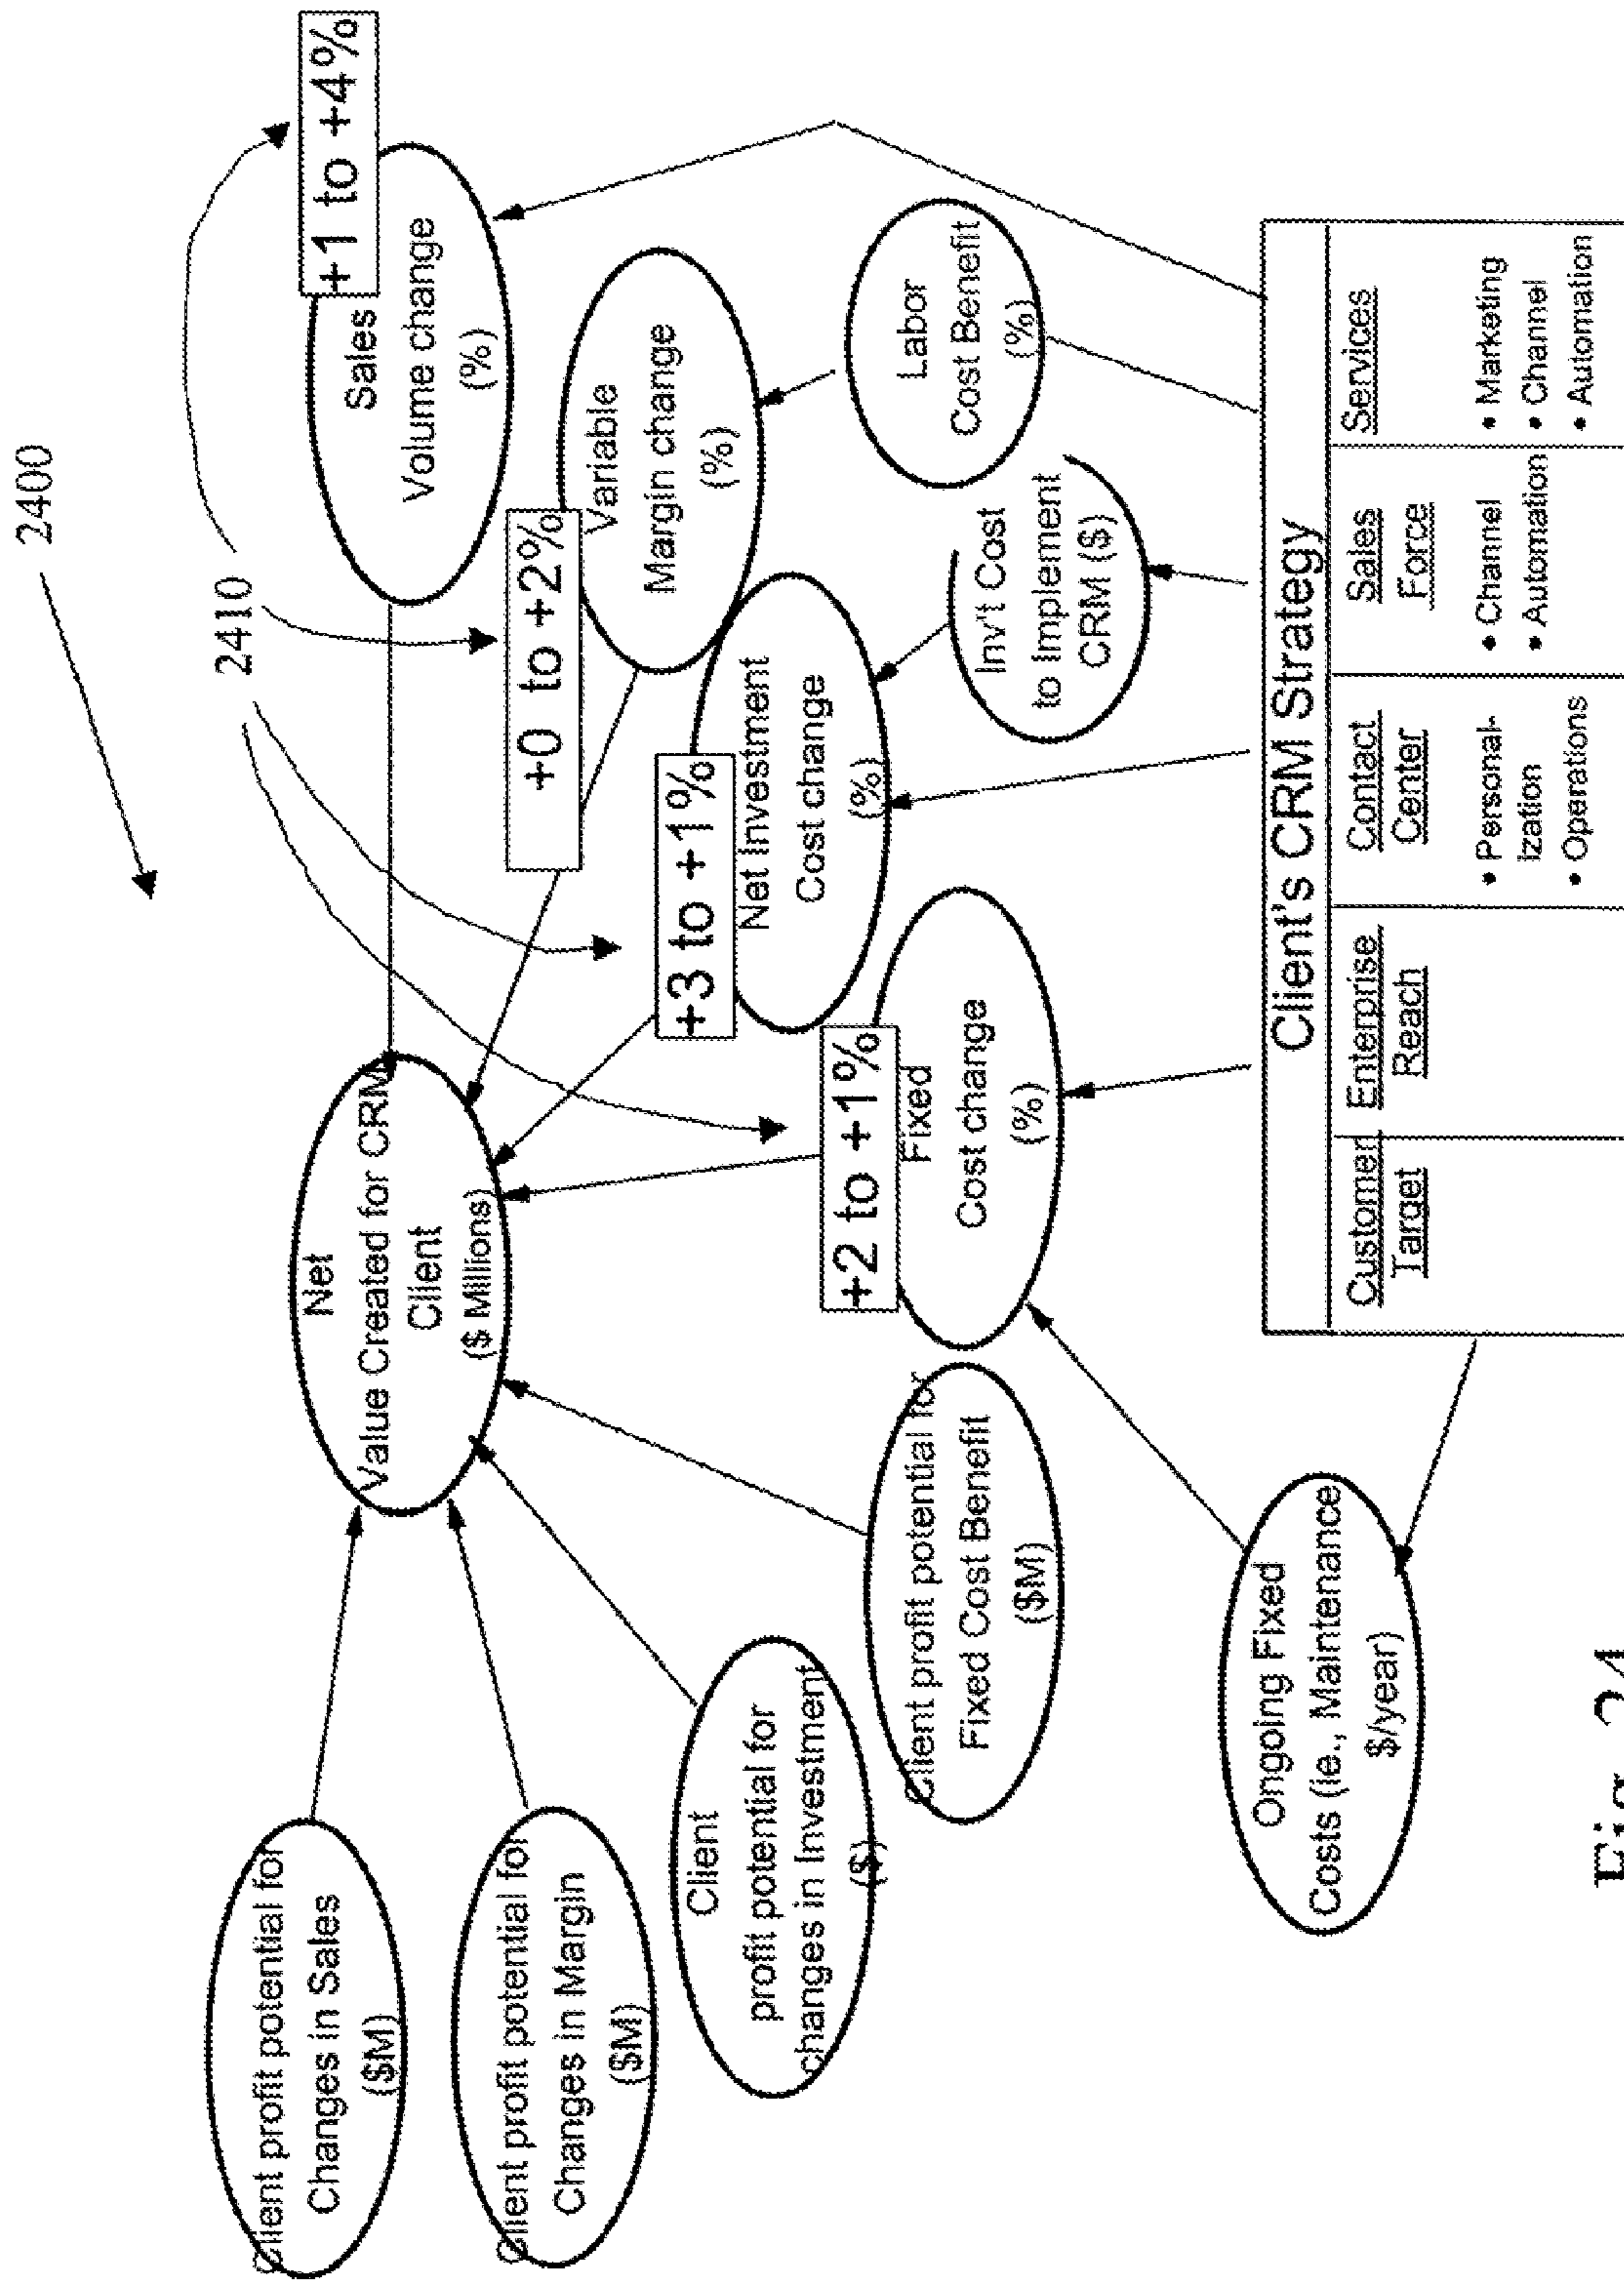 2400
2410
Client profit potential for
Changes in Sales
($M)
Client profit potential for
Changes in Margin
($M)
Client
profit potential for
changes in Investment
($)
Client profit potential for
Fixed Cost Benefit
($M)
Ongoing Fixed
Costs (ie., Maintenance
$/year)
Net
Value Created for CRM
Client
($ Millions)
+1 to +4%
Sales
Volume change
(%)
+0 to +2%
Variable
Margin change
(%)
+3 to +1%
Net Investment
Cost change
(%)
+2 to +1%
Fixed
Cost change
(%)
Labor
Cost Benefit
(%)
Inv't Cost
to Implement
CRM ($)
Client's CRM Strategy
Customer
Target
Enterprise
Reach
Contact
Center
• Personal-
Ization
• Operations
Sales
Force
• Channel
• Automation
Services
• Marketing
• Channel
• Automation
Fig. 24